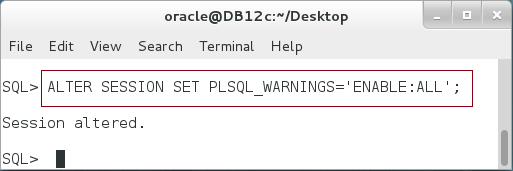 oracle@DB12c:~/Desktop
File Edit View Search Terminal Help
SQL> ALTER SESSION SET PLSQL_WARNINGS='ENABLE:ALL';
Session altered.
SQL>